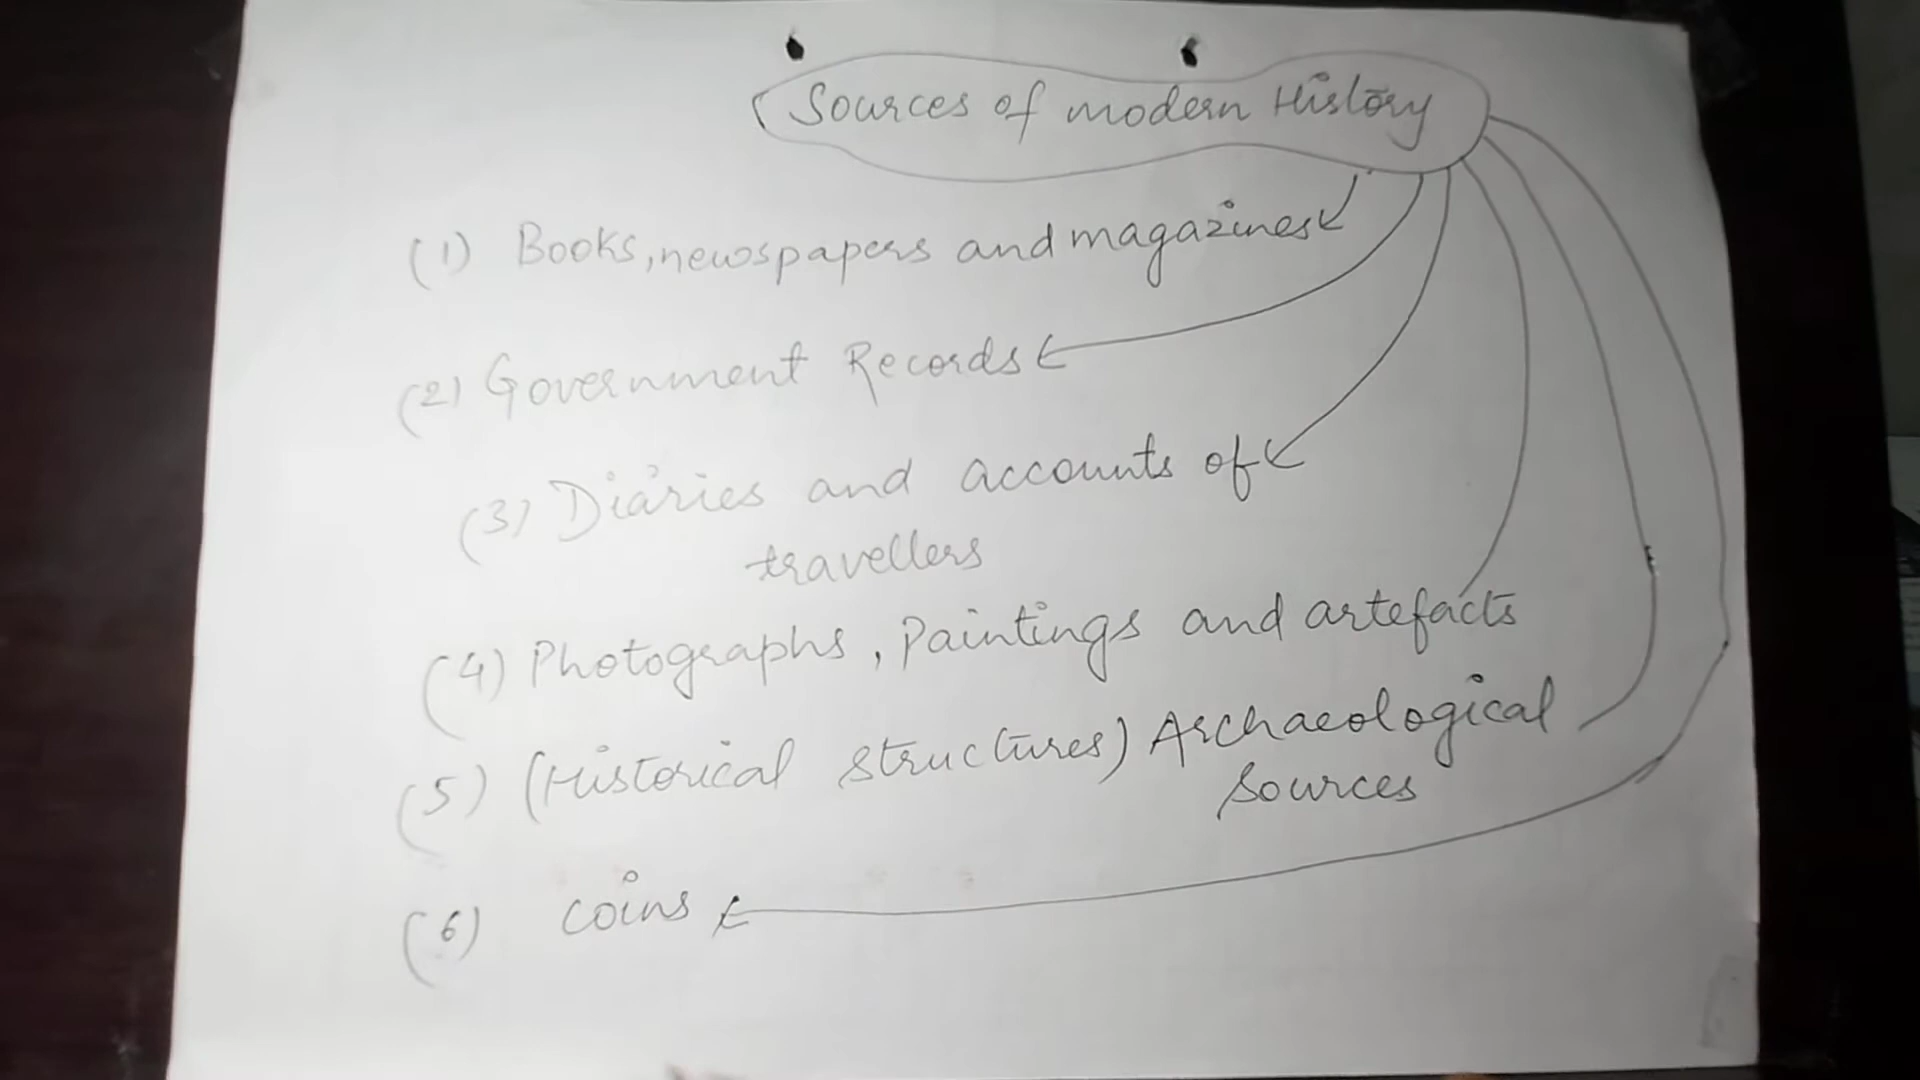 Sources of modern History
(1) Books, newspapers and magazines
(2) Government Records
(3) Diaries and accounts of
travellers
(4) Photographs, Paintings and artefacts
(5) (Historical structures) Archaeological
Sources
(6) coins